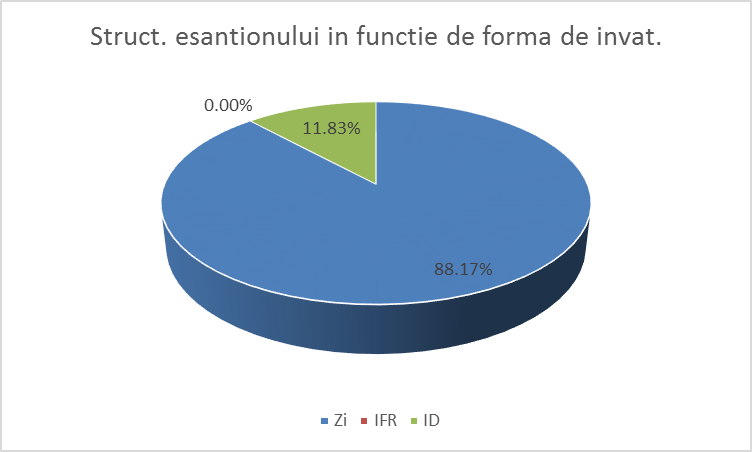 Struct. esantionului in functie de forma de invat.
0.00%
11.83%
88.17%
Zi IFR ID